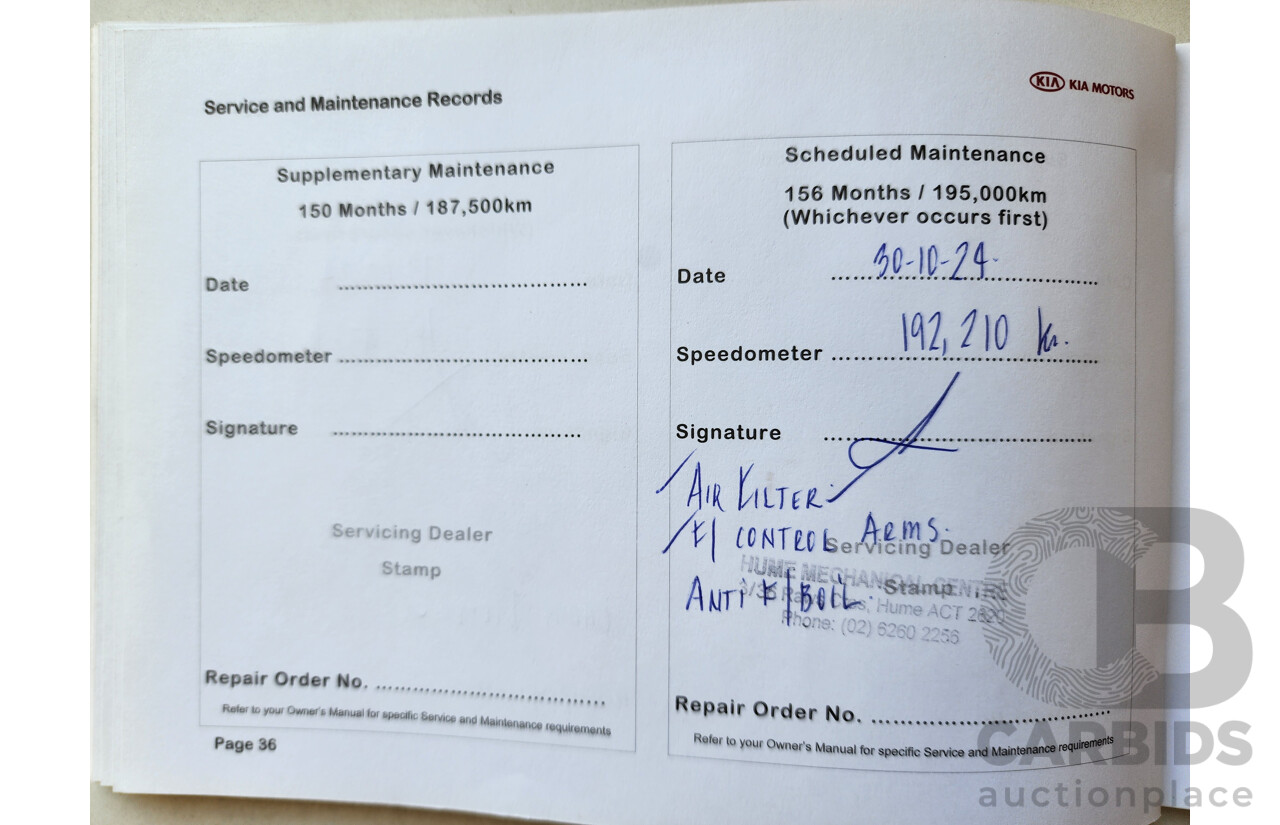 Service and Maintenance Records
KIA KIA MOTORS
Supplementary Maintenance
150 Months / 187,500km
Date ........................................
Speedometer ........................................
Signature ........................................
Servicing Dealer
Stamp
Repair Order No. ........................................
Refer to your Owner's Manual for specific Service and Maintenance requirements
Page 36
Scheduled Maintenance
156 Months / 195,000km
(Whichever occurs first)
Date 30-10-24.
Speedometer 192,210 K.
Signature ........................................
AIR FILTER
F/ CONTROL ARMS.
Servicing Dealer
HUME MECHANICAL CENTRE
ANTI F/BOIL.
Stamp
Hume ACT 2620
Phone: (02) 6260 2256
Repair Order No. ........................................
Refer to your Owner's Manual for specific Service and Maintenance requirements
CARBIDS
auctionplace